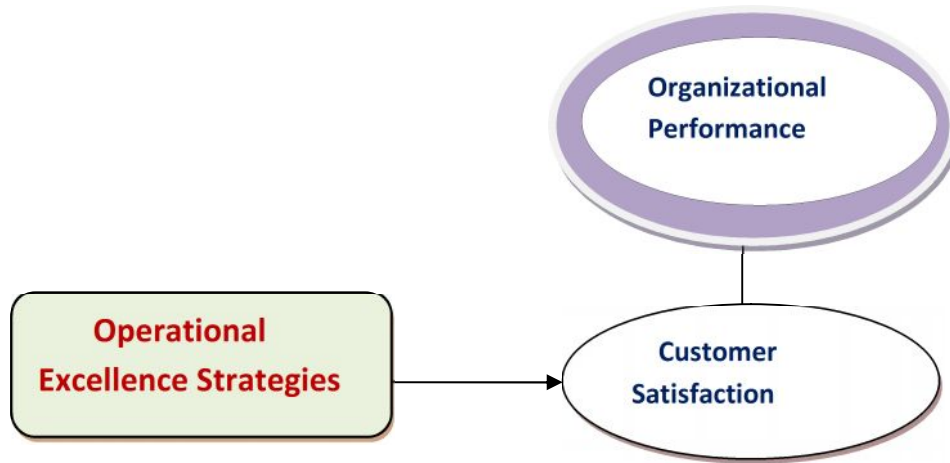 Organizational
Performance
Operational
Excellence Strategies
Customer
Satisfaction